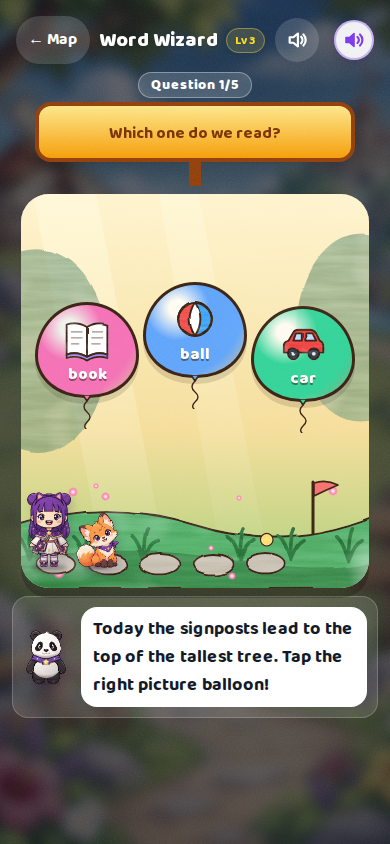 ← Map
Word Wizard
Lv 3
Question 1/5
Which one do we read?
book
ball
car
Today the signposts lead to the
top of the tallest tree. Tap the
right picture balloon!